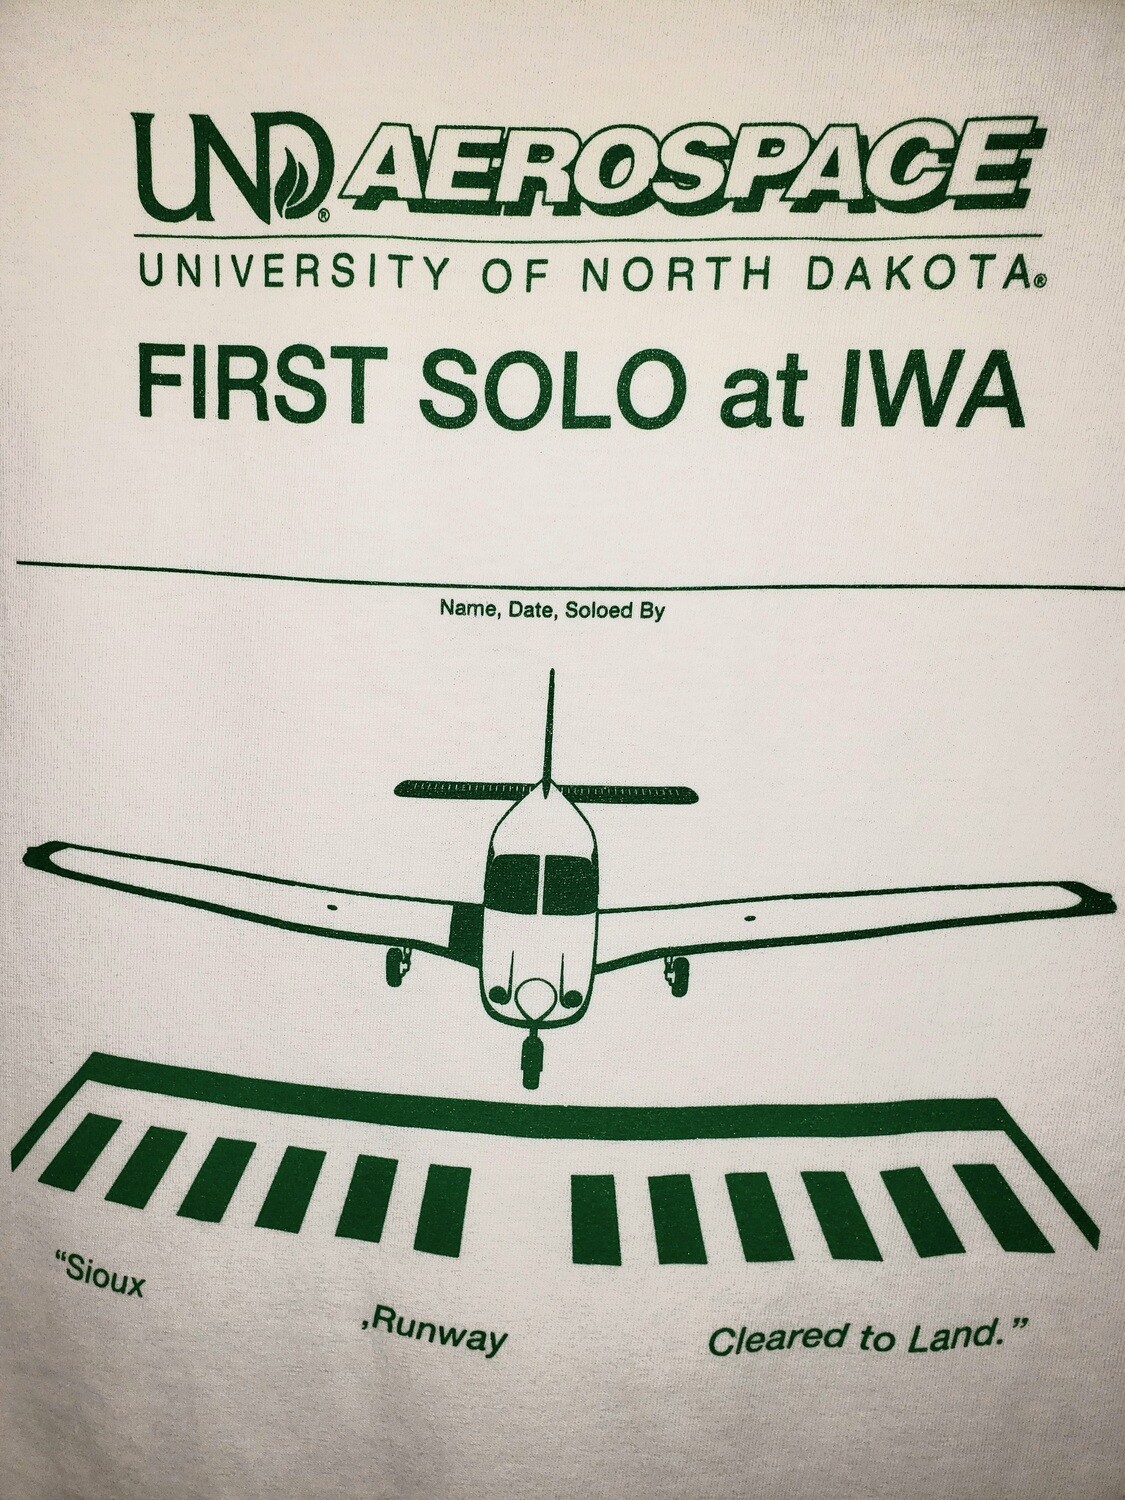 UND® AEROSPACE
UNIVERSITY OF NORTH DAKOTA®
FIRST SOLO at IWA
Name, Date, Soloed By
“Sioux ,Runway Cleared to Land.”